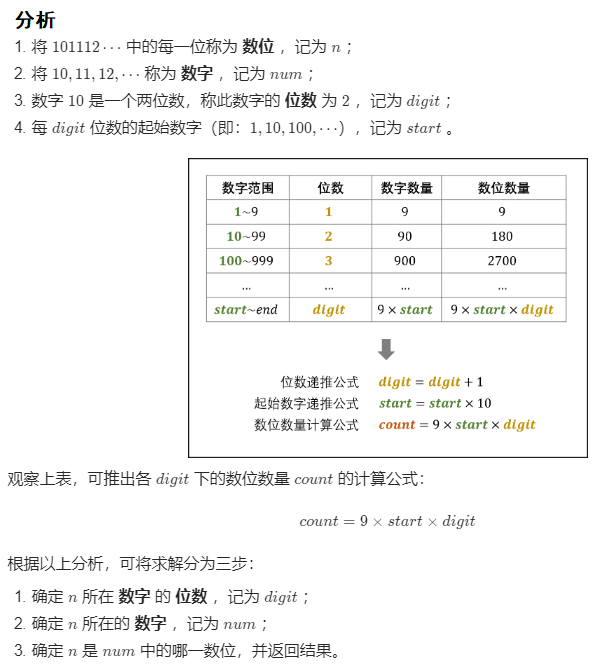 分析
1. 将 101112⋯ 中的每一位称为 数位 ，记为 n ；
2. 将 10, 11, 12, ⋯ 称为 数字 ，记为 num ；
3. 数字 10 是一个两位数，称此数字的 位数 为 2 ，记为 digit ；
4. 每 digit 位数的起始数字（即：1, 10, 100, ⋯），记为 start 。
数字范围 位数 数字数量 数位数量
1~9 1 9 9
10~99 2 90 180
100~999 3 900 2700
... ... ... ...
start~end digit 9 × start 9 × start × digit
位数递推公式 digit = digit + 1
起始数字递推公式 start = start × 10
数位数量计算公式 count = 9 × start × digit
观察上表，可推出各 digit 下的数位数量 count 的计算公式：
count = 9 × start × digit
根据以上分析，可将求解分为三步：
1. 确定 n 所在 数字 的 位数 ，记为 digit ；
2. 确定 n 所在的 数字 ，记为 num ；
3. 确定 n 是 num 中的哪一数位，并返回结果。